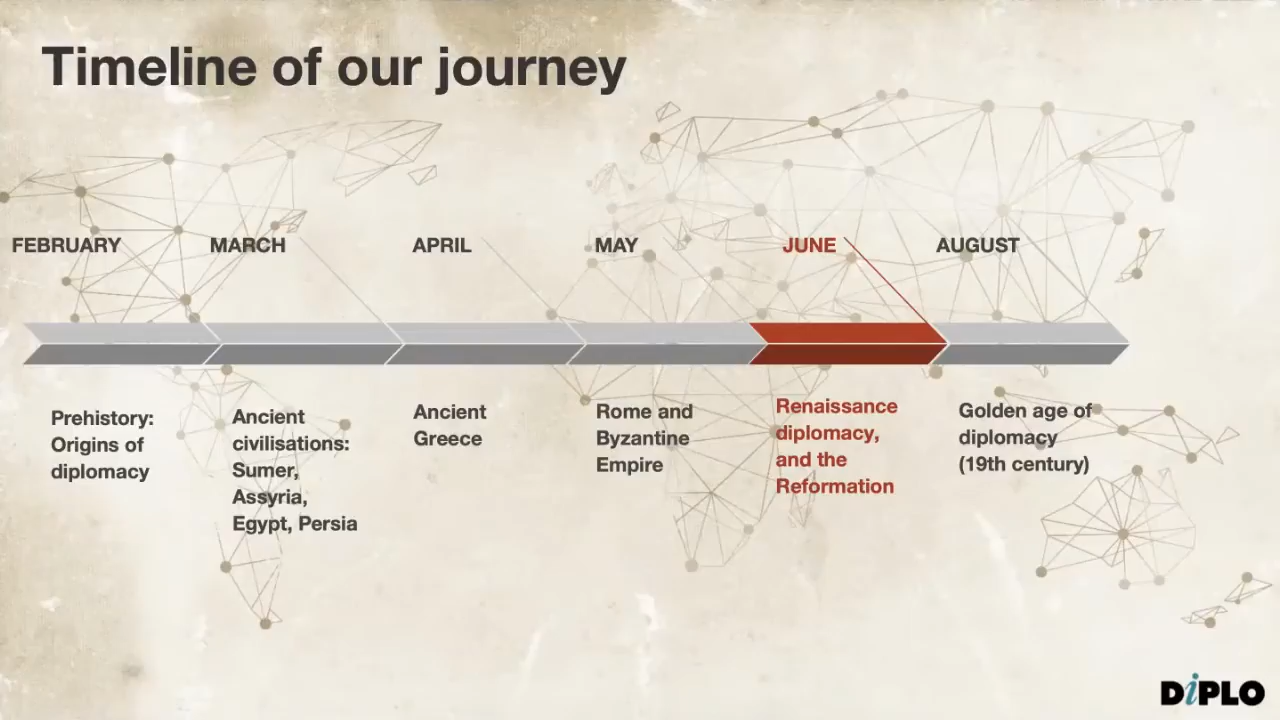 Timeline of our journey
FEBRUARY
MARCH
APRIL
MAY
JUNE
AUGUST
Prehistory:
Origins of
diplomacy
Ancient
civilisations:
Sumer,
Assyria,
Egypt, Persia
Ancient
Greece
Rome and
Byzantine
Empire
Renaissance
diplomacy,
and the
Reformation
Golden age of
diplomacy
(19th century)
DiPLO